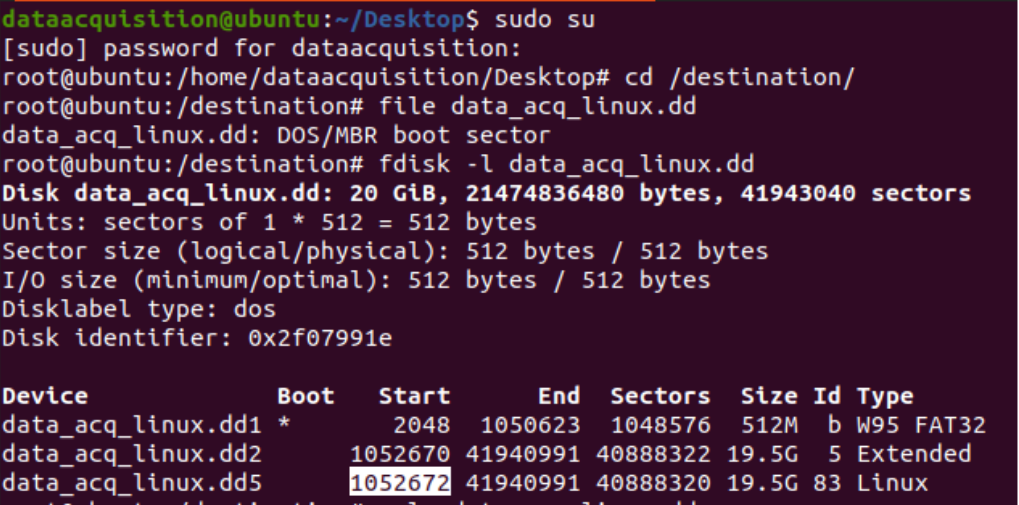 dataacquisition@ubuntu:~/Desktop$ sudo su
[sudo] password for dataacquisition:
root@ubuntu:/home/dataacquisition/Desktop# cd /destination/
root@ubuntu:/destination# file data_acq_linux.dd
data_acq_linux.dd: DOS/MBR boot sector
root@ubuntu:/destination# fdisk -l data_acq_linux.dd
Disk data_acq_linux.dd: 20 GiB, 21474836480 bytes, 41943040 sectors
Units: sectors of 1 * 512 = 512 bytes
Sector size (logical/physical): 512 bytes / 512 bytes
I/O size (minimum/optimal): 512 bytes / 512 bytes
Disklabel type: dos
Disk identifier: 0x2f07991e
Device Boot Start End Sectors Size Id Type
data_acq_linux.dd1 * 2048 1050623 1048576 512M b W95 FAT32
data_acq_linux.dd2 1052670 41940991 40888322 19.5G 5 Extended
data_acq_linux.dd5 1052672 41940991 40888320 19.5G 83 Linux